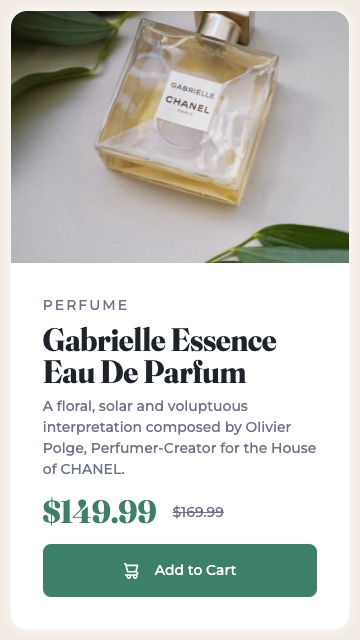 GABRIELLE
CHANEL
PARIS
PERFUME
Gabrielle Essence
Eau De Parfum
A floral, solar and voluptuous
interpretation composed by Olivier
Polge, Perfumer-Creator for the House
of CHANEL.
$149.99 $169.99
Add to Cart